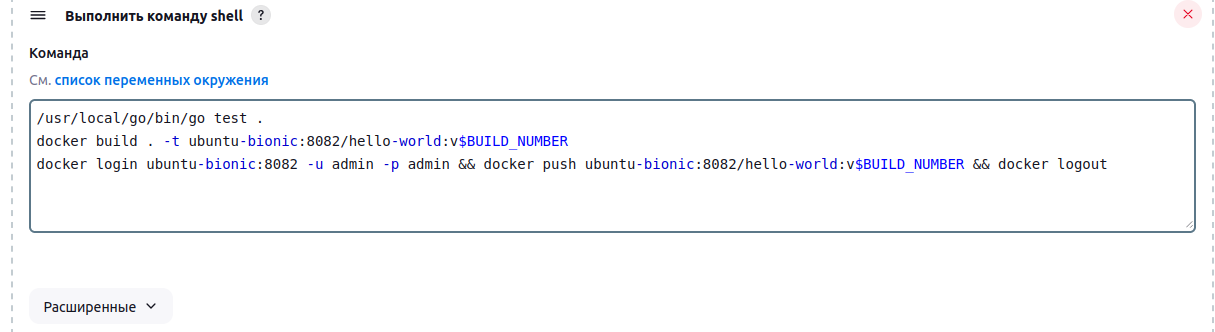 Выполнить команду shell ?
Команда
См. список переменных окружения
/usr/local/go/bin/go test .
docker build . -t ubuntu-bionic:8082/hello-world:v$BUILD_NUMBER
docker login ubuntu-bionic:8082 -u admin -p admin && docker push ubuntu-bionic:8082/hello-world:v$BUILD_NUMBER && docker logout
Расширенные